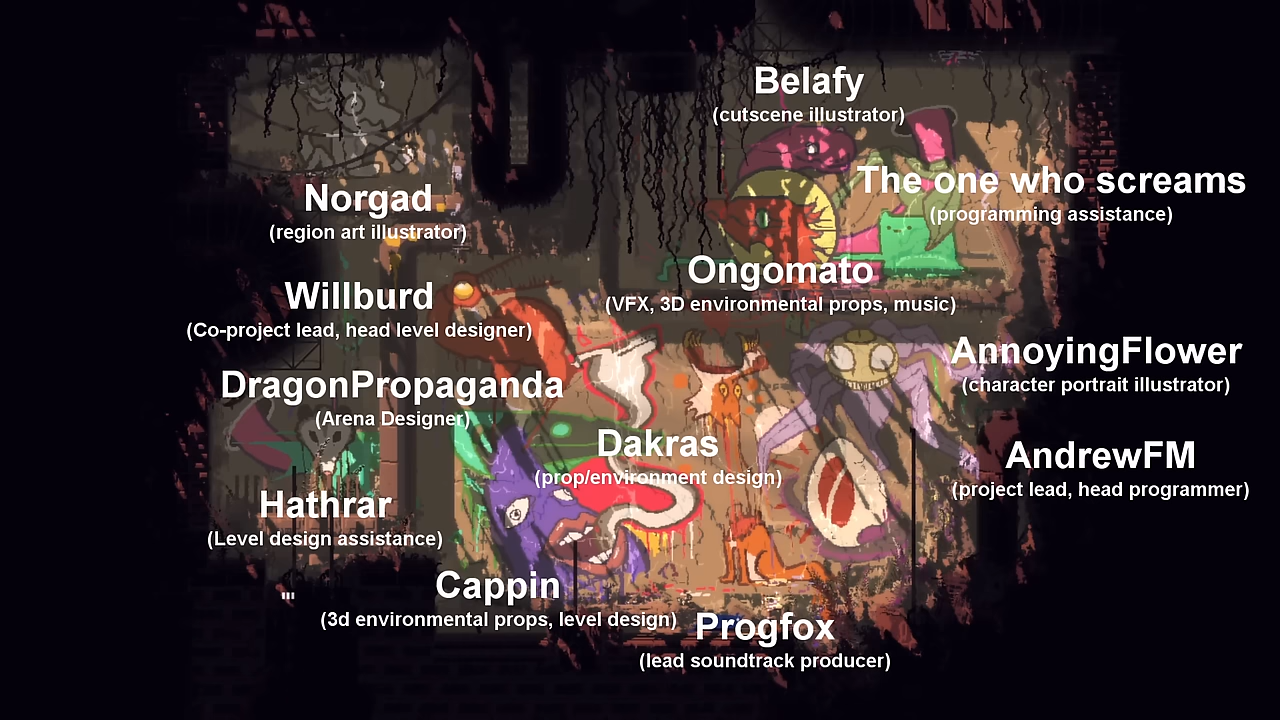 Belafy
(cutscene illustrator)
The one who screams
(programming assistance)
Norgad
(region art illustrator)
Ongomato
(VFX, 3D environmental props, music)
Willburd
(Co-project lead, head level designer)
AnnoyingFlower
(character portrait illustrator)
DragonPropaganda
(Arena Designer)
Dakras
(prop/environment design)
AndrewFM
(project lead, head programmer)
Hathrar
(Level design assistance)
Cappin
(3d environmental props, level design)
Progfox
(lead soundtrack producer)